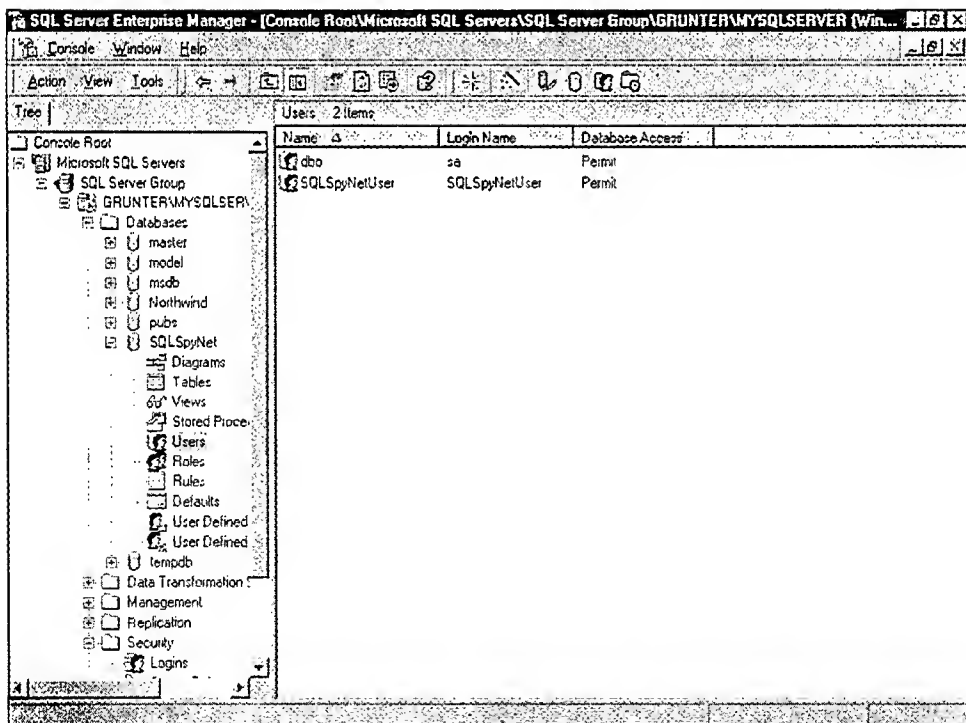 SQL Server Enterprise Manager - [Console Root\Microsoft SQL Servers\SQL Server Group\GRUNTER\MYSQLSERVER (Win...
Console Window Help
Action View Tools
Tree
Users 2 Items
Name Login Name Database Access
dbo sa Permit
SQLSpyNetUser SQLSpyNetUser Permit
Console Root
Microsoft SQL Servers
SQL Server Group
GRUNTER\MYSQLSER\
Databases
master
model
msdb
Northwind
pubs
SQLSpyNet
Diagrams
Tables
Views
Stored Proce
Users
Roles
Rules
Defaults
User Defined
User Defined
tempdb
Data Transformation
Management
Replication
Security
Logins